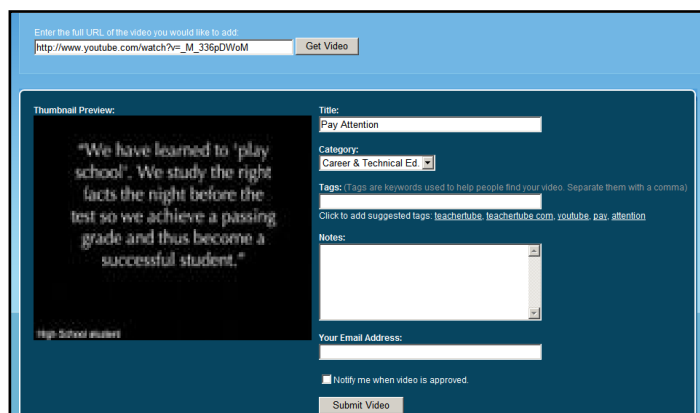 Enter the full URL of the video you would like to add:
http://www.youtube.com/watch?v=_M_336pDWoM
Get Video
Thumbnail Preview:
"We have learned to 'play
school'. We study the right
facts the night before the
test so we achieve a passing
grade and thus become a
successful student."
High School student
Title:
Pay Attention
Category:
Career & Technical Ed.
Tags: (Tags are keywords used to help people find your video. Separate them with a comma)
Click to add suggested tags: teachertube, teachertube com, youtube, pay, attention
Notes:
Your Email Address:
Notify me when video is approved.
Submit Video